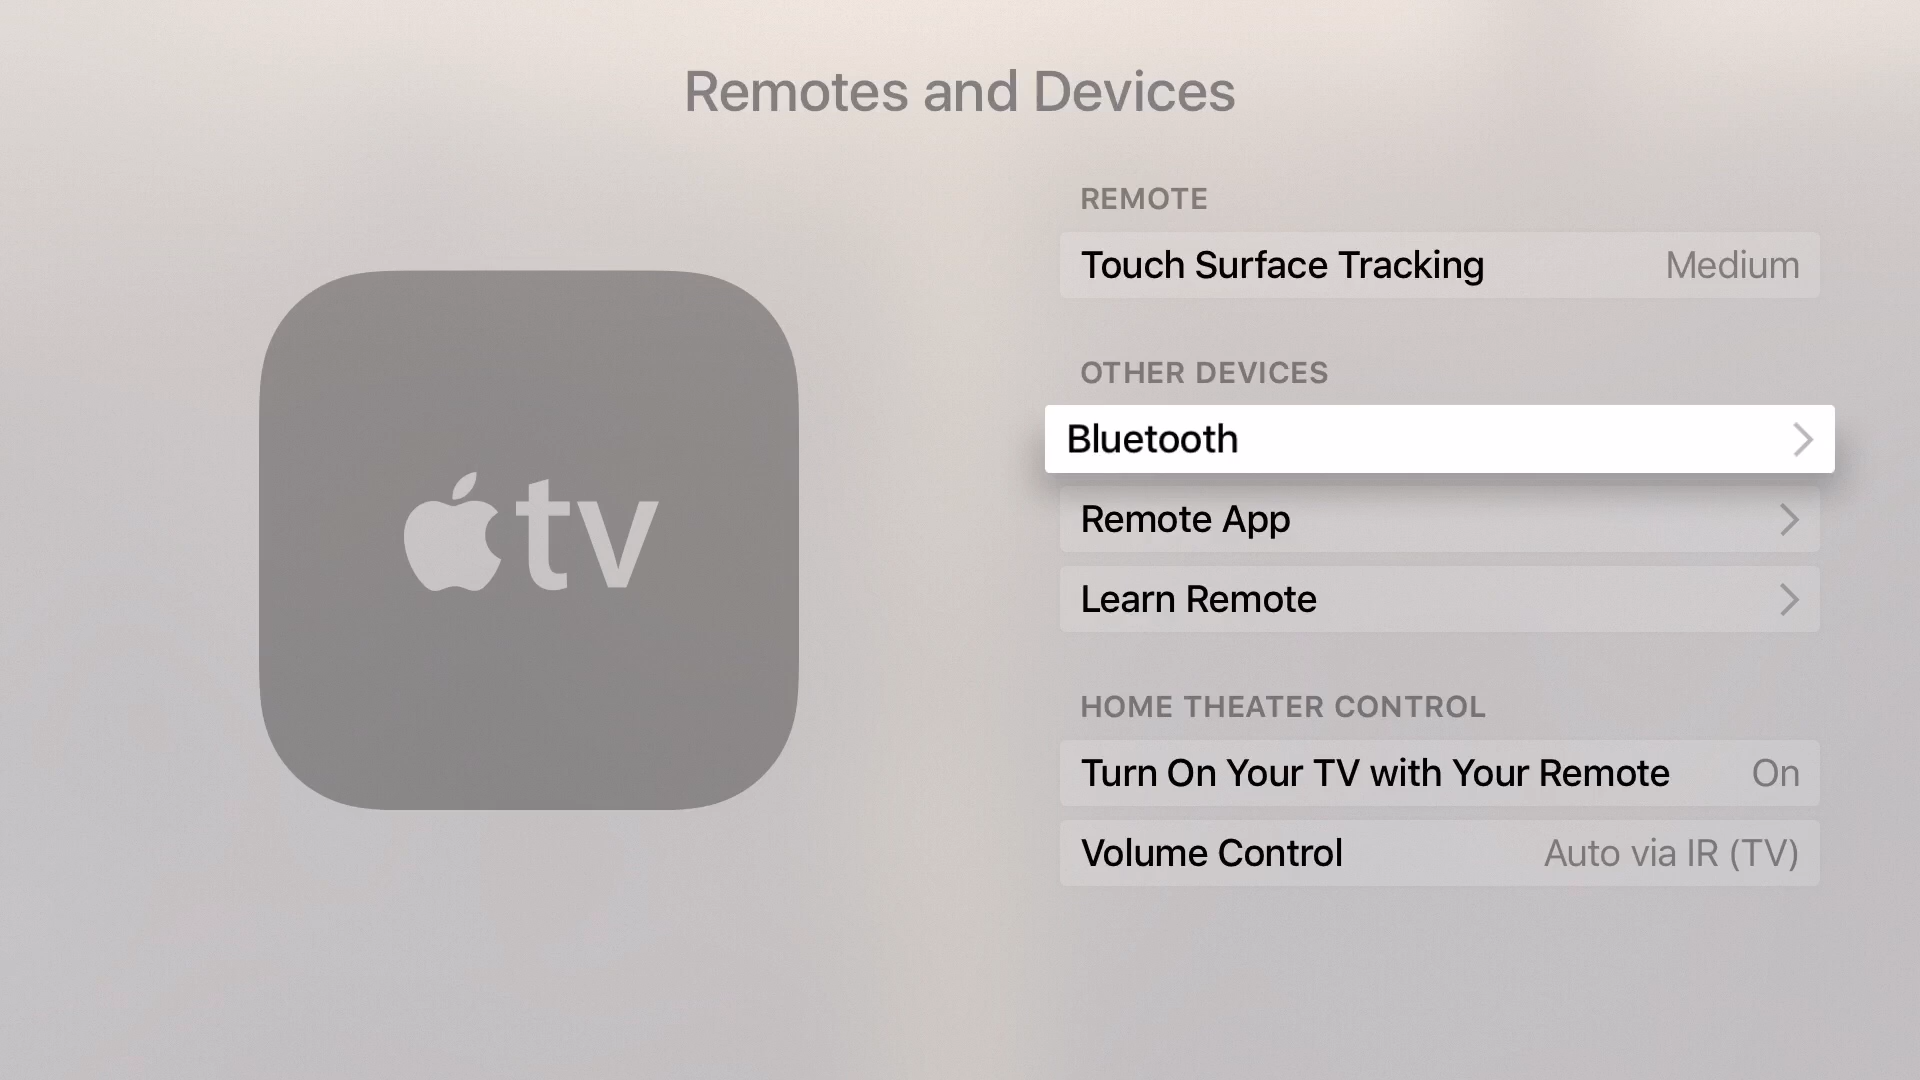 Remotes and Devices
REMOTE
Touch Surface Tracking Medium
OTHER DEVICES
Bluetooth
Remote App
Learn Remote
HOME THEATER CONTROL
Turn On Your TV with Your Remote On
Volume Control Auto via IR (TV)
tv